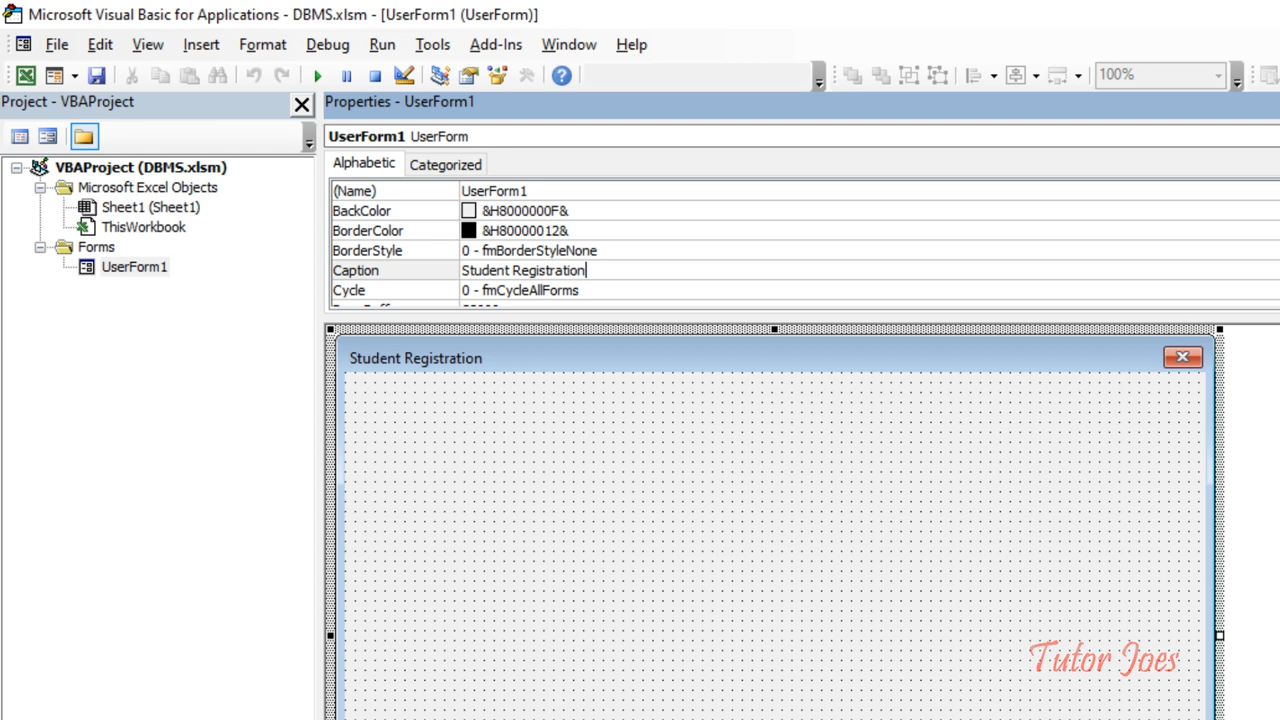 Microsoft Visual Basic for Applications - DBMS.xlsm - [UserForm1 (UserForm)]
File Edit View Insert Format Debug Run Tools Add-Ins Window Help
100%
Project - VBAProject
Properties - UserForm1
UserForm1 UserForm
Alphabetic Categorized
VBAProject (DBMS.xlsm)
Microsoft Excel Objects
Sheet1 (Sheet1)
ThisWorkbook
Forms
UserForm1
(Name) UserForm1
BackColor &H8000000F&
BorderColor &H80000012&
BorderStyle 0 - fmBorderStyleNone
Caption Student Registration
Cycle 0 - fmCycleAllForms
Student Registration
Tutor Joes